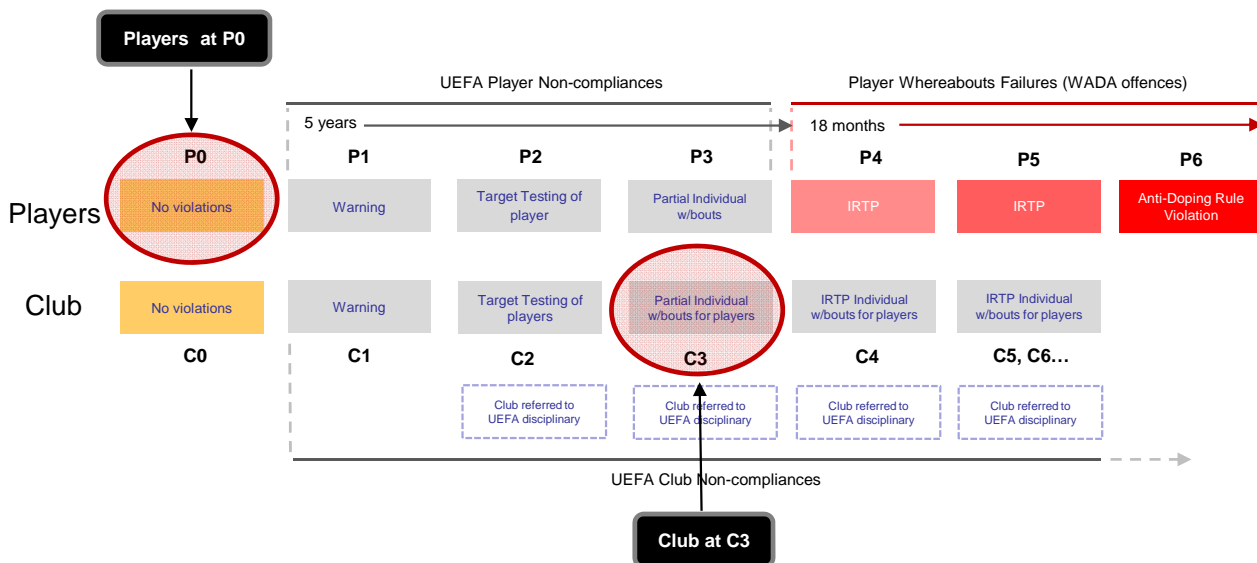 Players at P0
UEFA Player Non-compliances
Player Whereabouts Failures (WADA offences)
5 years
18 months
P0
P1
P2
P3
P4
P5
P6
Players
No violations
Warning
Target Testing of
player
Partial Individual
w/bouts
IRTP
IRTP
Anti-Doping Rule
Violation
Club
No violations
Warning
Target Testing of
players
Partial Individual
w/bouts for players
IRTP Individual
w/bouts for players
IRTP Individual
w/bouts for players
C0
C1
C2
C3
C4
C5, C6…
Club referred to
UEFA disciplinary
Club referred to
UEFA disciplinary
Club referred to
UEFA disciplinary
Club referred to
UEFA disciplinary
UEFA Club Non-compliances
Club at C3